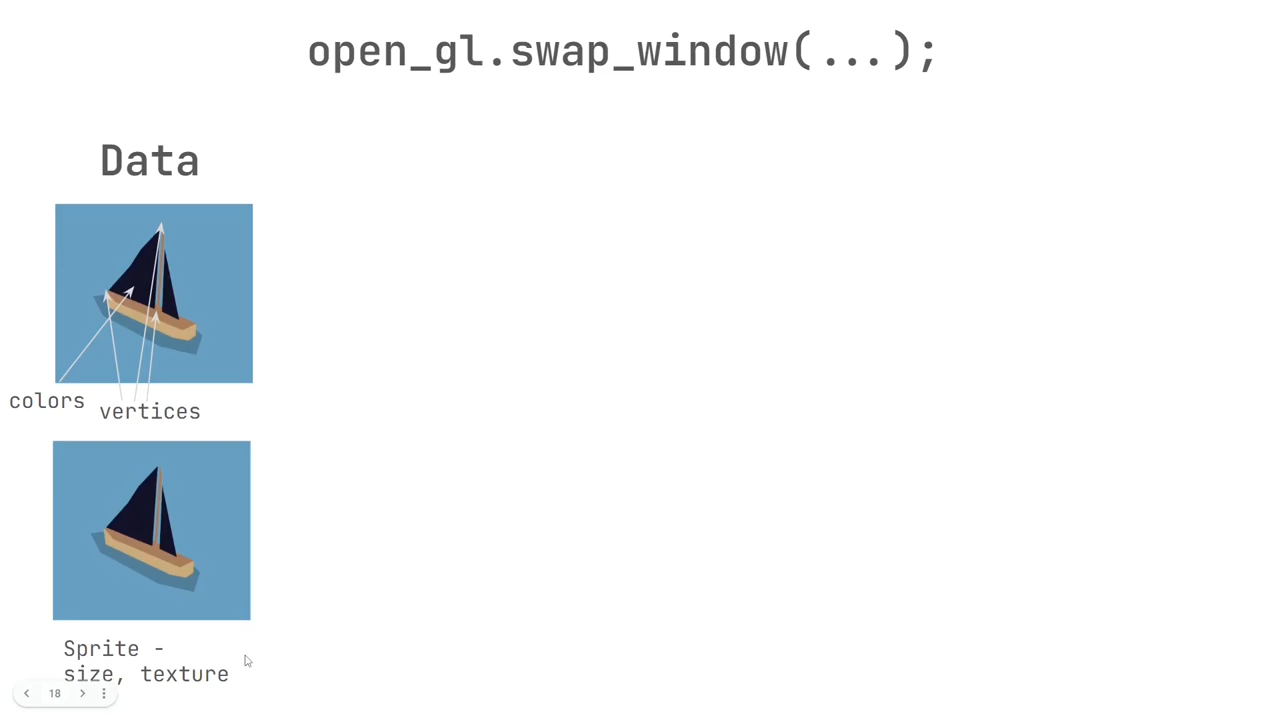 open_gl.swap_window(...);
Data
colors
vertices
Sprite -
size, texture
18